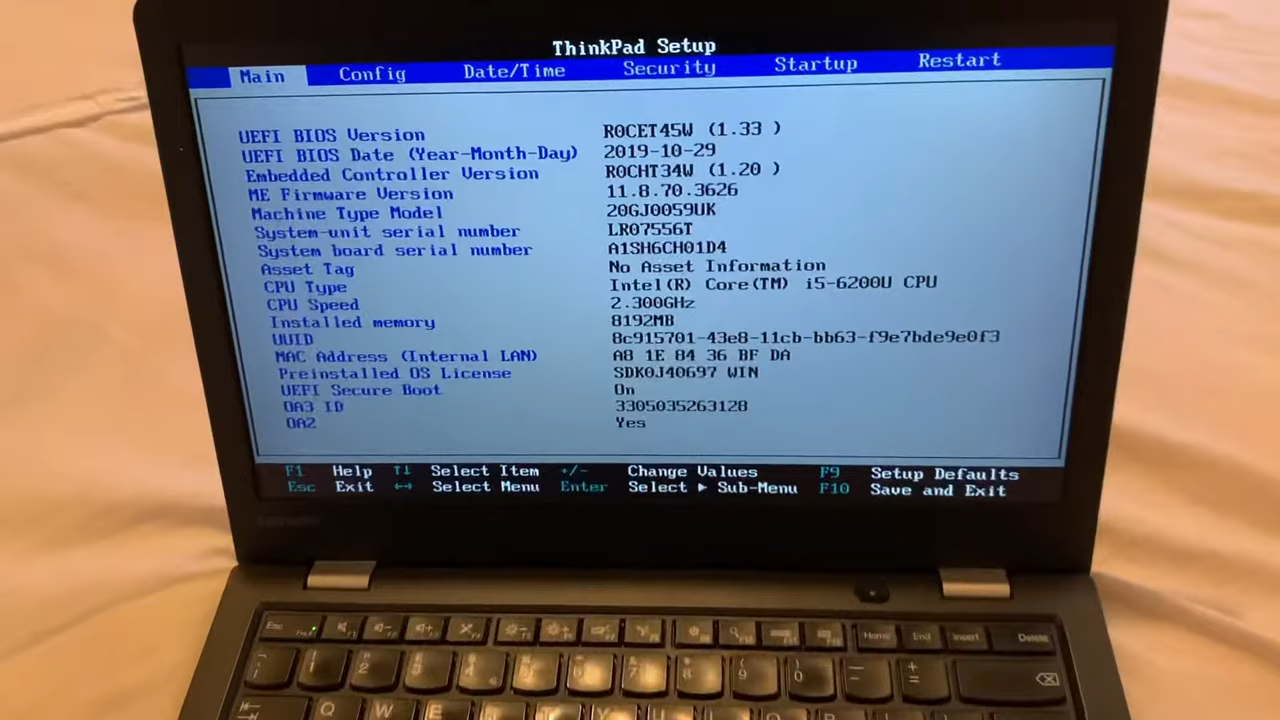 ThinkPad Setup
Main Config Date/Time Security Startup Restart
UEFI BIOS Version R0CET45W (1.33 )
UEFI BIOS Date (Year-Month-Day) 2019-10-29
Embedded Controller Version R0CHT34W (1.20 )
ME Firmware Version 11.8.70.3626
Machine Type Model 20GJ0059UK
System-unit serial number LR07556T
System board serial number A1SH6CH01D4
Asset Tag No Asset Information
CPU Type Intel(R) Core(TM) i5-6200U CPU
CPU Speed 2.300GHz
Installed memory 8192MB
UUID 8c915701-43e8-11cb-bb63-f9e7bde9e0f3
MAC Address (Internal LAN) A8 1E 84 36 BF DA
Preinstalled OS License SDK0J40697 WIN
UEFI Secure Boot On
OA3 ID 3305035263128
OA2 Yes
F1 Help ↑↓ Select Item +/- Change Values F9 Setup Defaults
Esc Exit ←→ Select Menu Enter Select ▶ Sub-Menu F10 Save and Exit
Esc Home End Insert Delete
Q W E